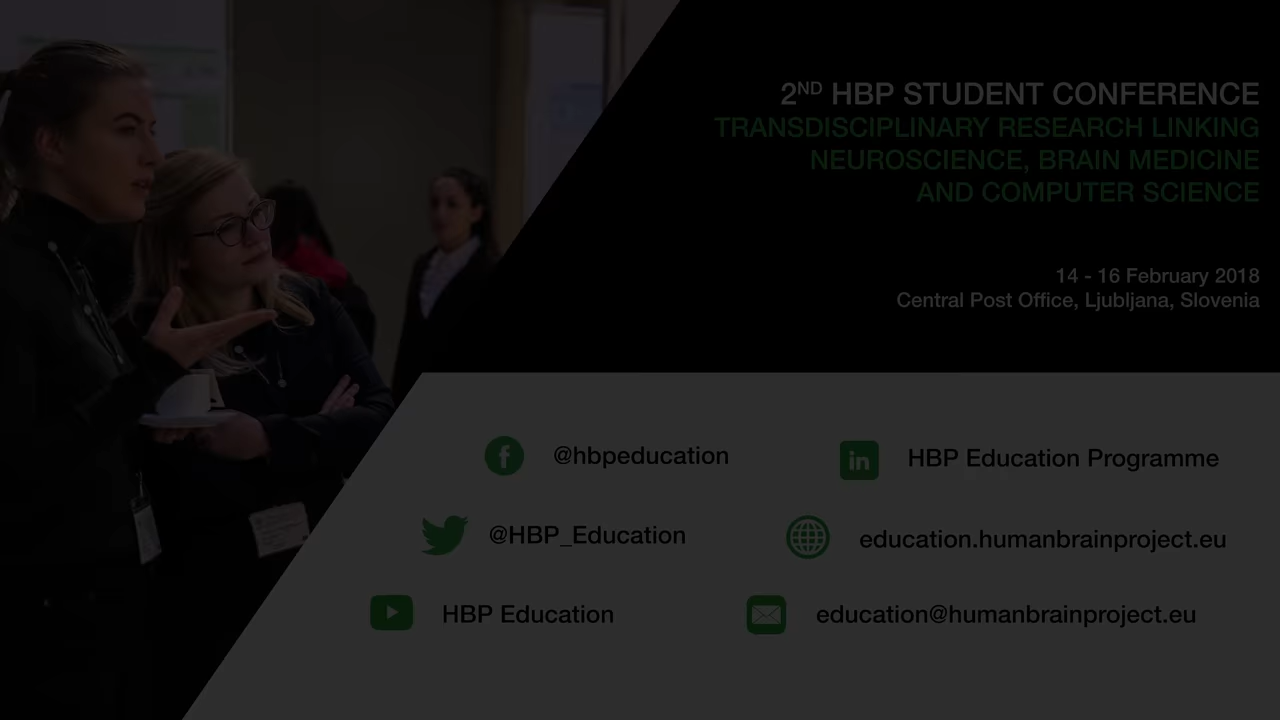 2ND HBP STUDENT CONFERENCE
TRANSDISCIPLINARY RESEARCH LINKING
NEUROSCIENCE, BRAIN MEDICINE
AND COMPUTER SCIENCE
14 - 16 February 2018
Central Post Office, Ljubljana, Slovenia
@hbpeducation
HBP Education Programme
@HBP_Education
education.humanbrainproject.eu
HBP Education
education@humanbrainproject.eu